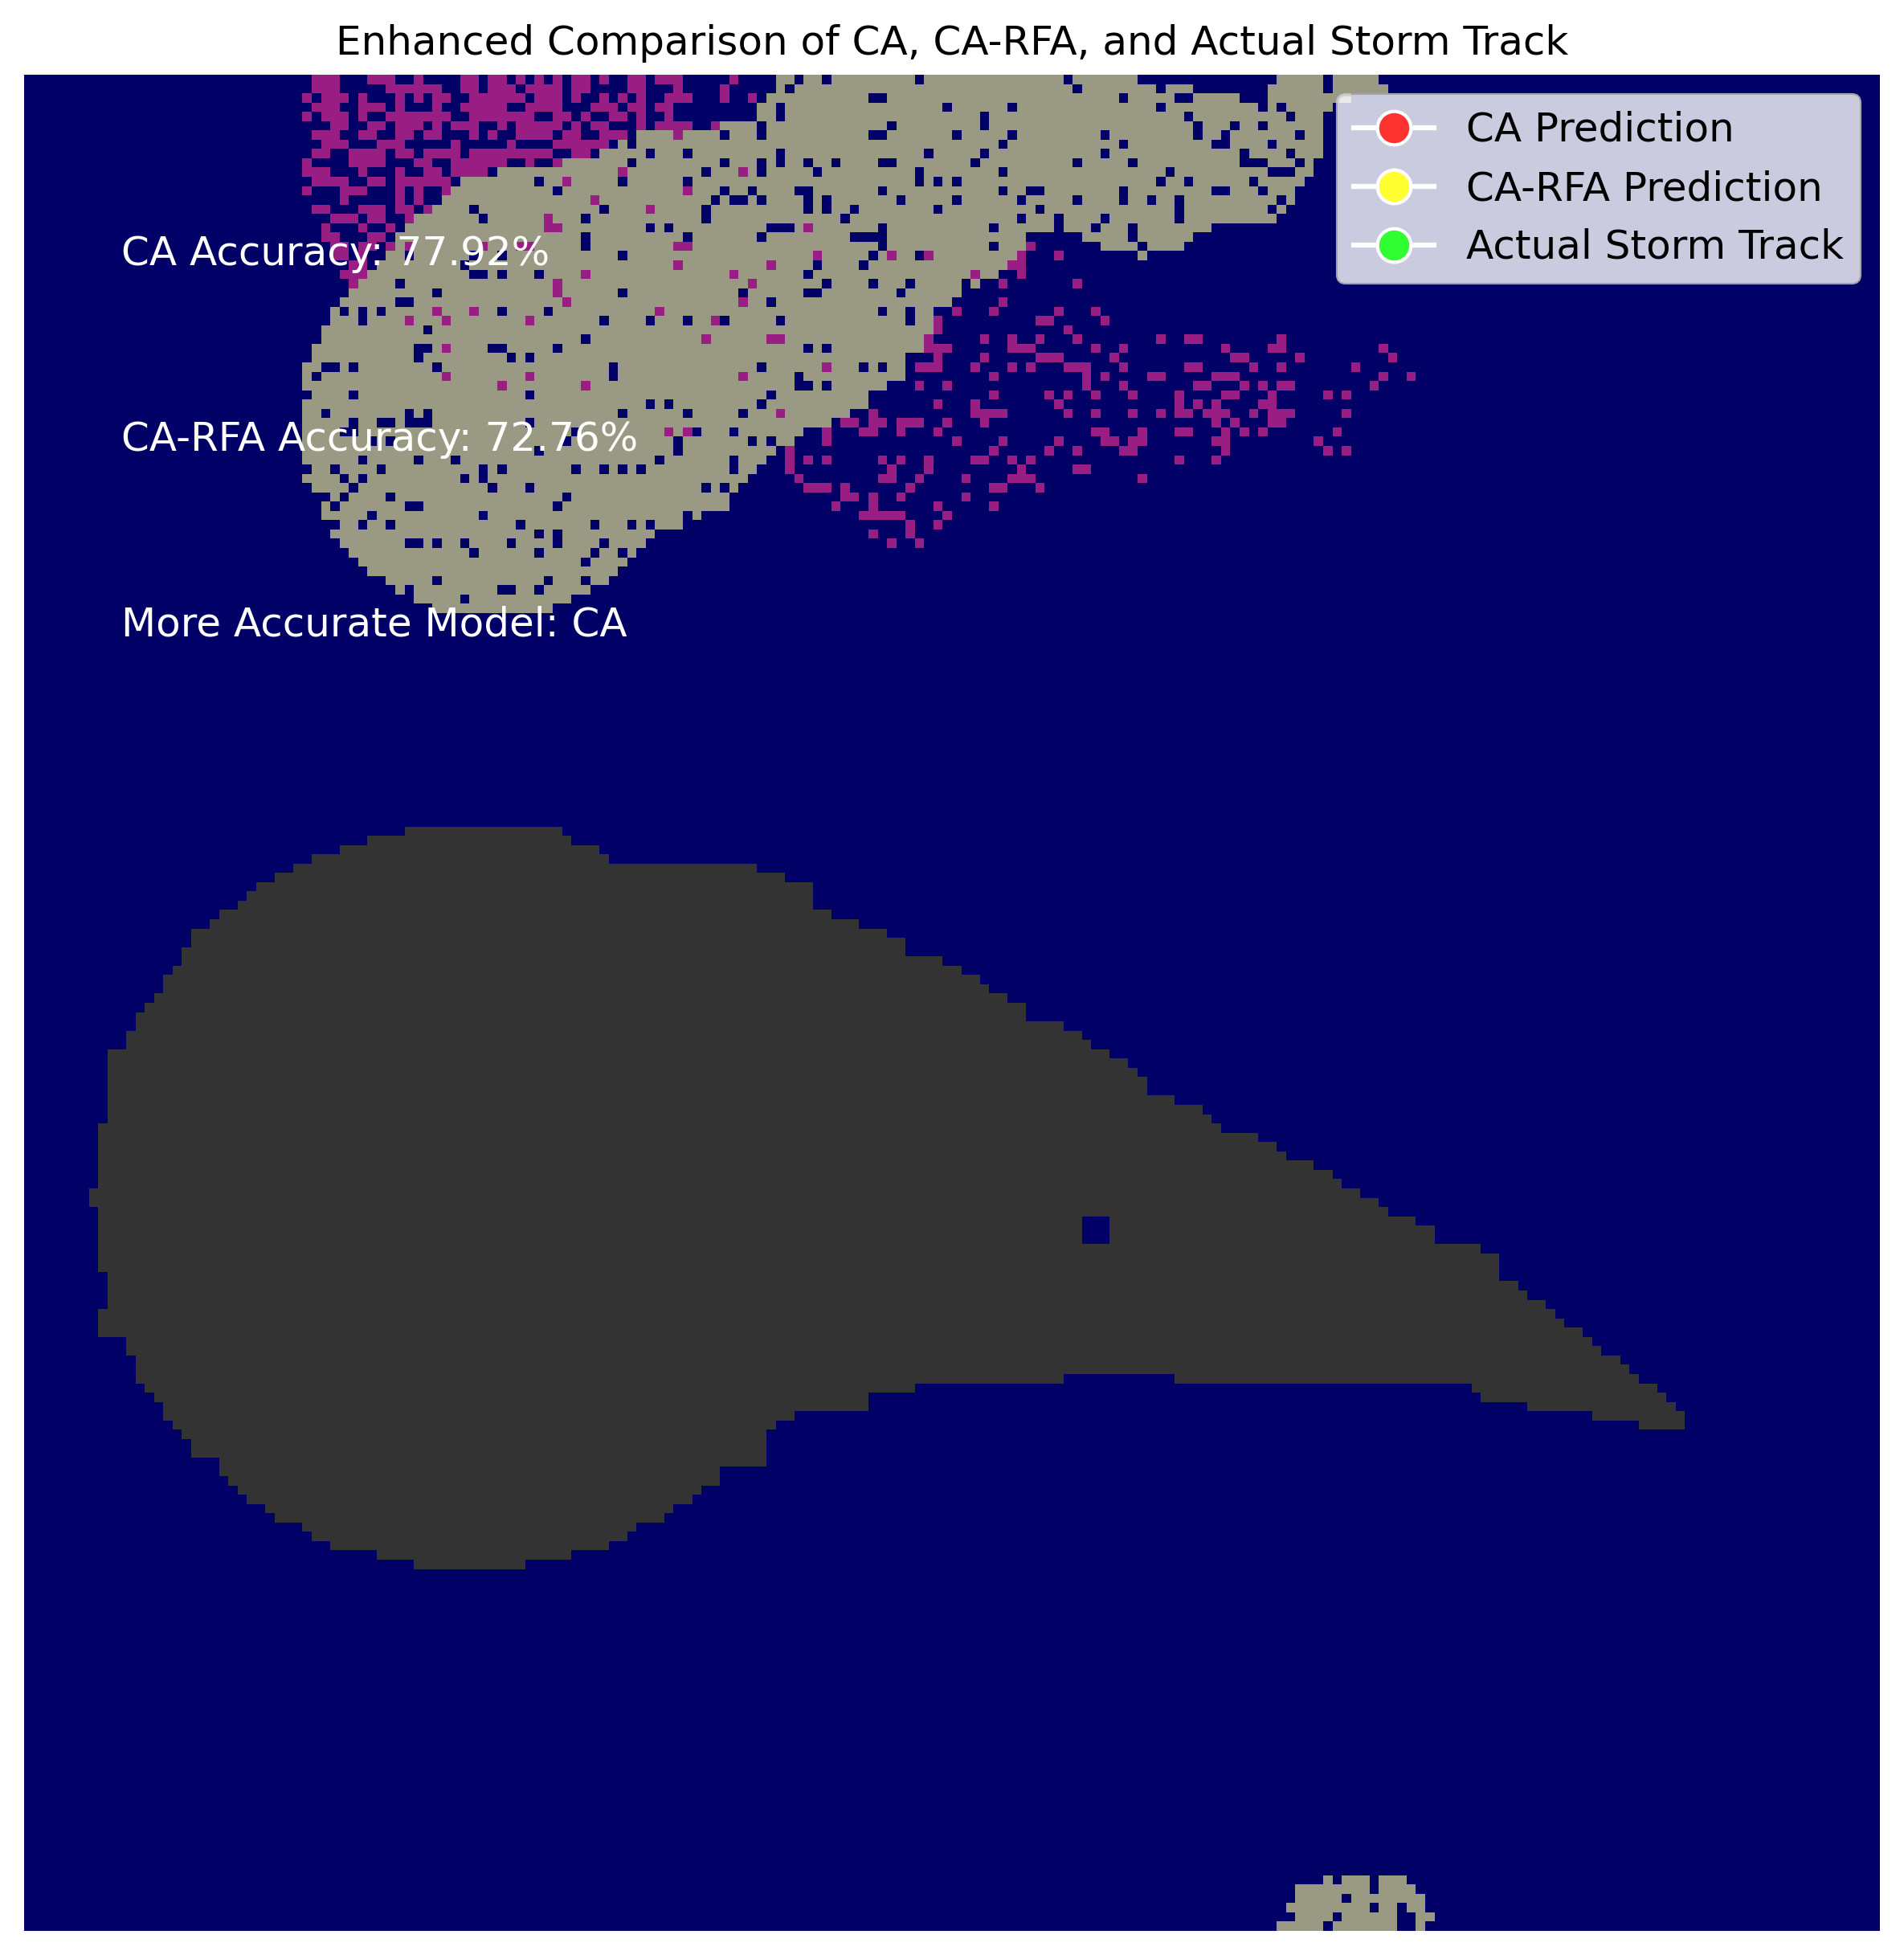 Enhanced Comparison of CA, CA-RFA, and Actual Storm Track
CA Prediction
CA-RFA Prediction
Actual Storm Track
CA Accuracy: 77.92%
CA-RFA Accuracy: 72.76%
More Accurate Model: CA